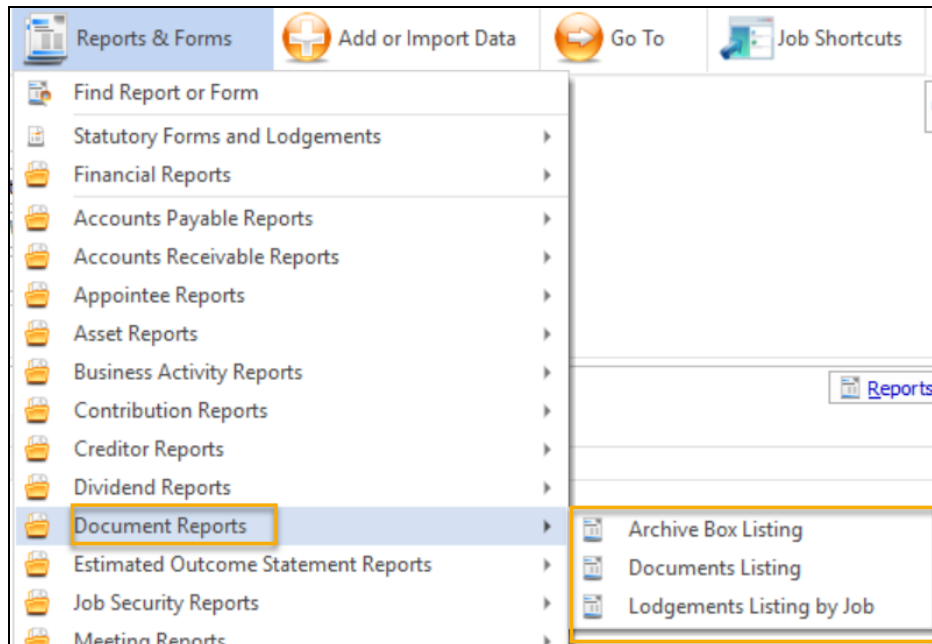 Reports & Forms
Add or Import Data
Go To
Job Shortcuts
Find Report or Form
Statutory Forms and Lodgements
Financial Reports
Accounts Payable Reports
Accounts Receivable Reports
Appointee Reports
Asset Reports
Business Activity Reports
Reports
Contribution Reports
Creditor Reports
Dividend Reports
Document Reports
Archive Box Listing
Estimated Outcome Statement Reports
Documents Listing
Job Security Reports
Lodgements Listing by Job
Meeting Reports